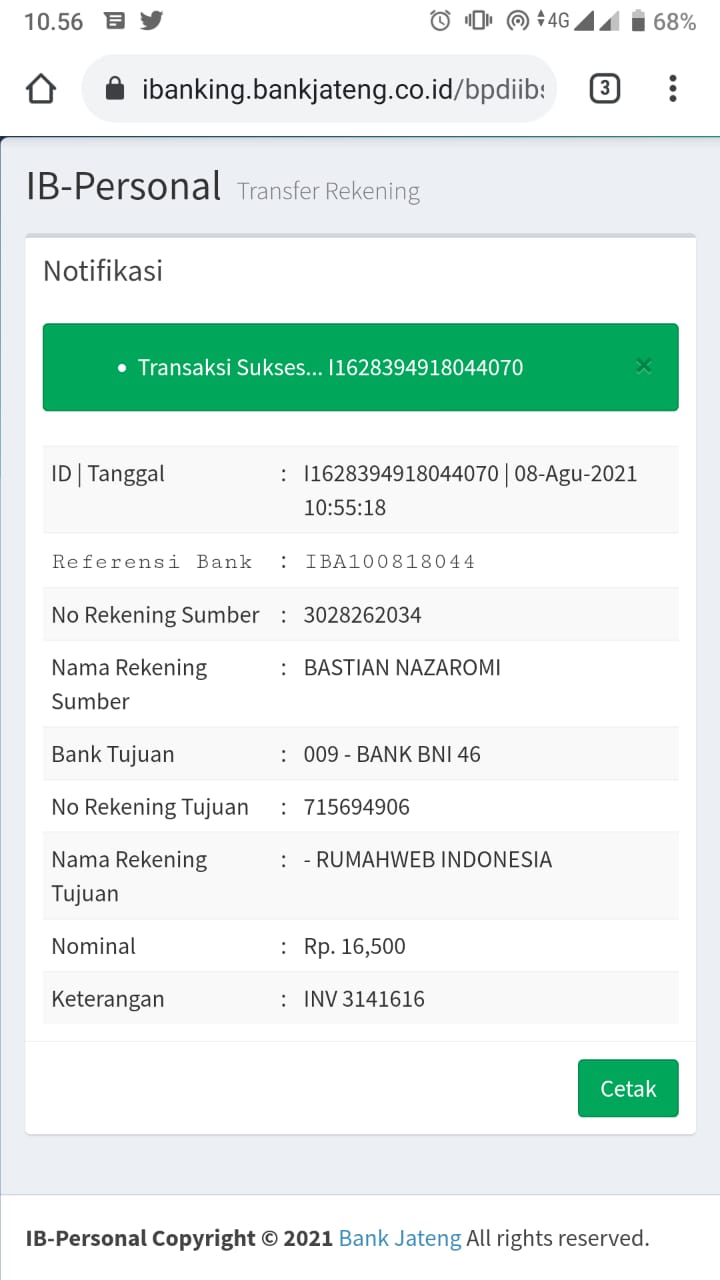 10.56 4G 68%
ibanking.bankjateng.co.id/bpdiib 3
IB-Personal Transfer Rekening
Notifikasi
• Transaksi Sukses... I1628394918044070 ×
ID | Tanggal : I1628394918044070 | 08-Agu-2021
10:55:18
Referensi Bank : IBA100818044
No Rekening Sumber : 3028262034
Nama Rekening : BASTIAN NAZAROMI
Sumber
Bank Tujuan : 009 - BANK BNI 46
No Rekening Tujuan : 715694906
Nama Rekening : - RUMAHWEB INDONESIA
Tujuan
Nominal : Rp. 16,500
Keterangan : INV 3141616
Cetak
IB-Personal Copyright © 2021 Bank Jateng All rights reserved.